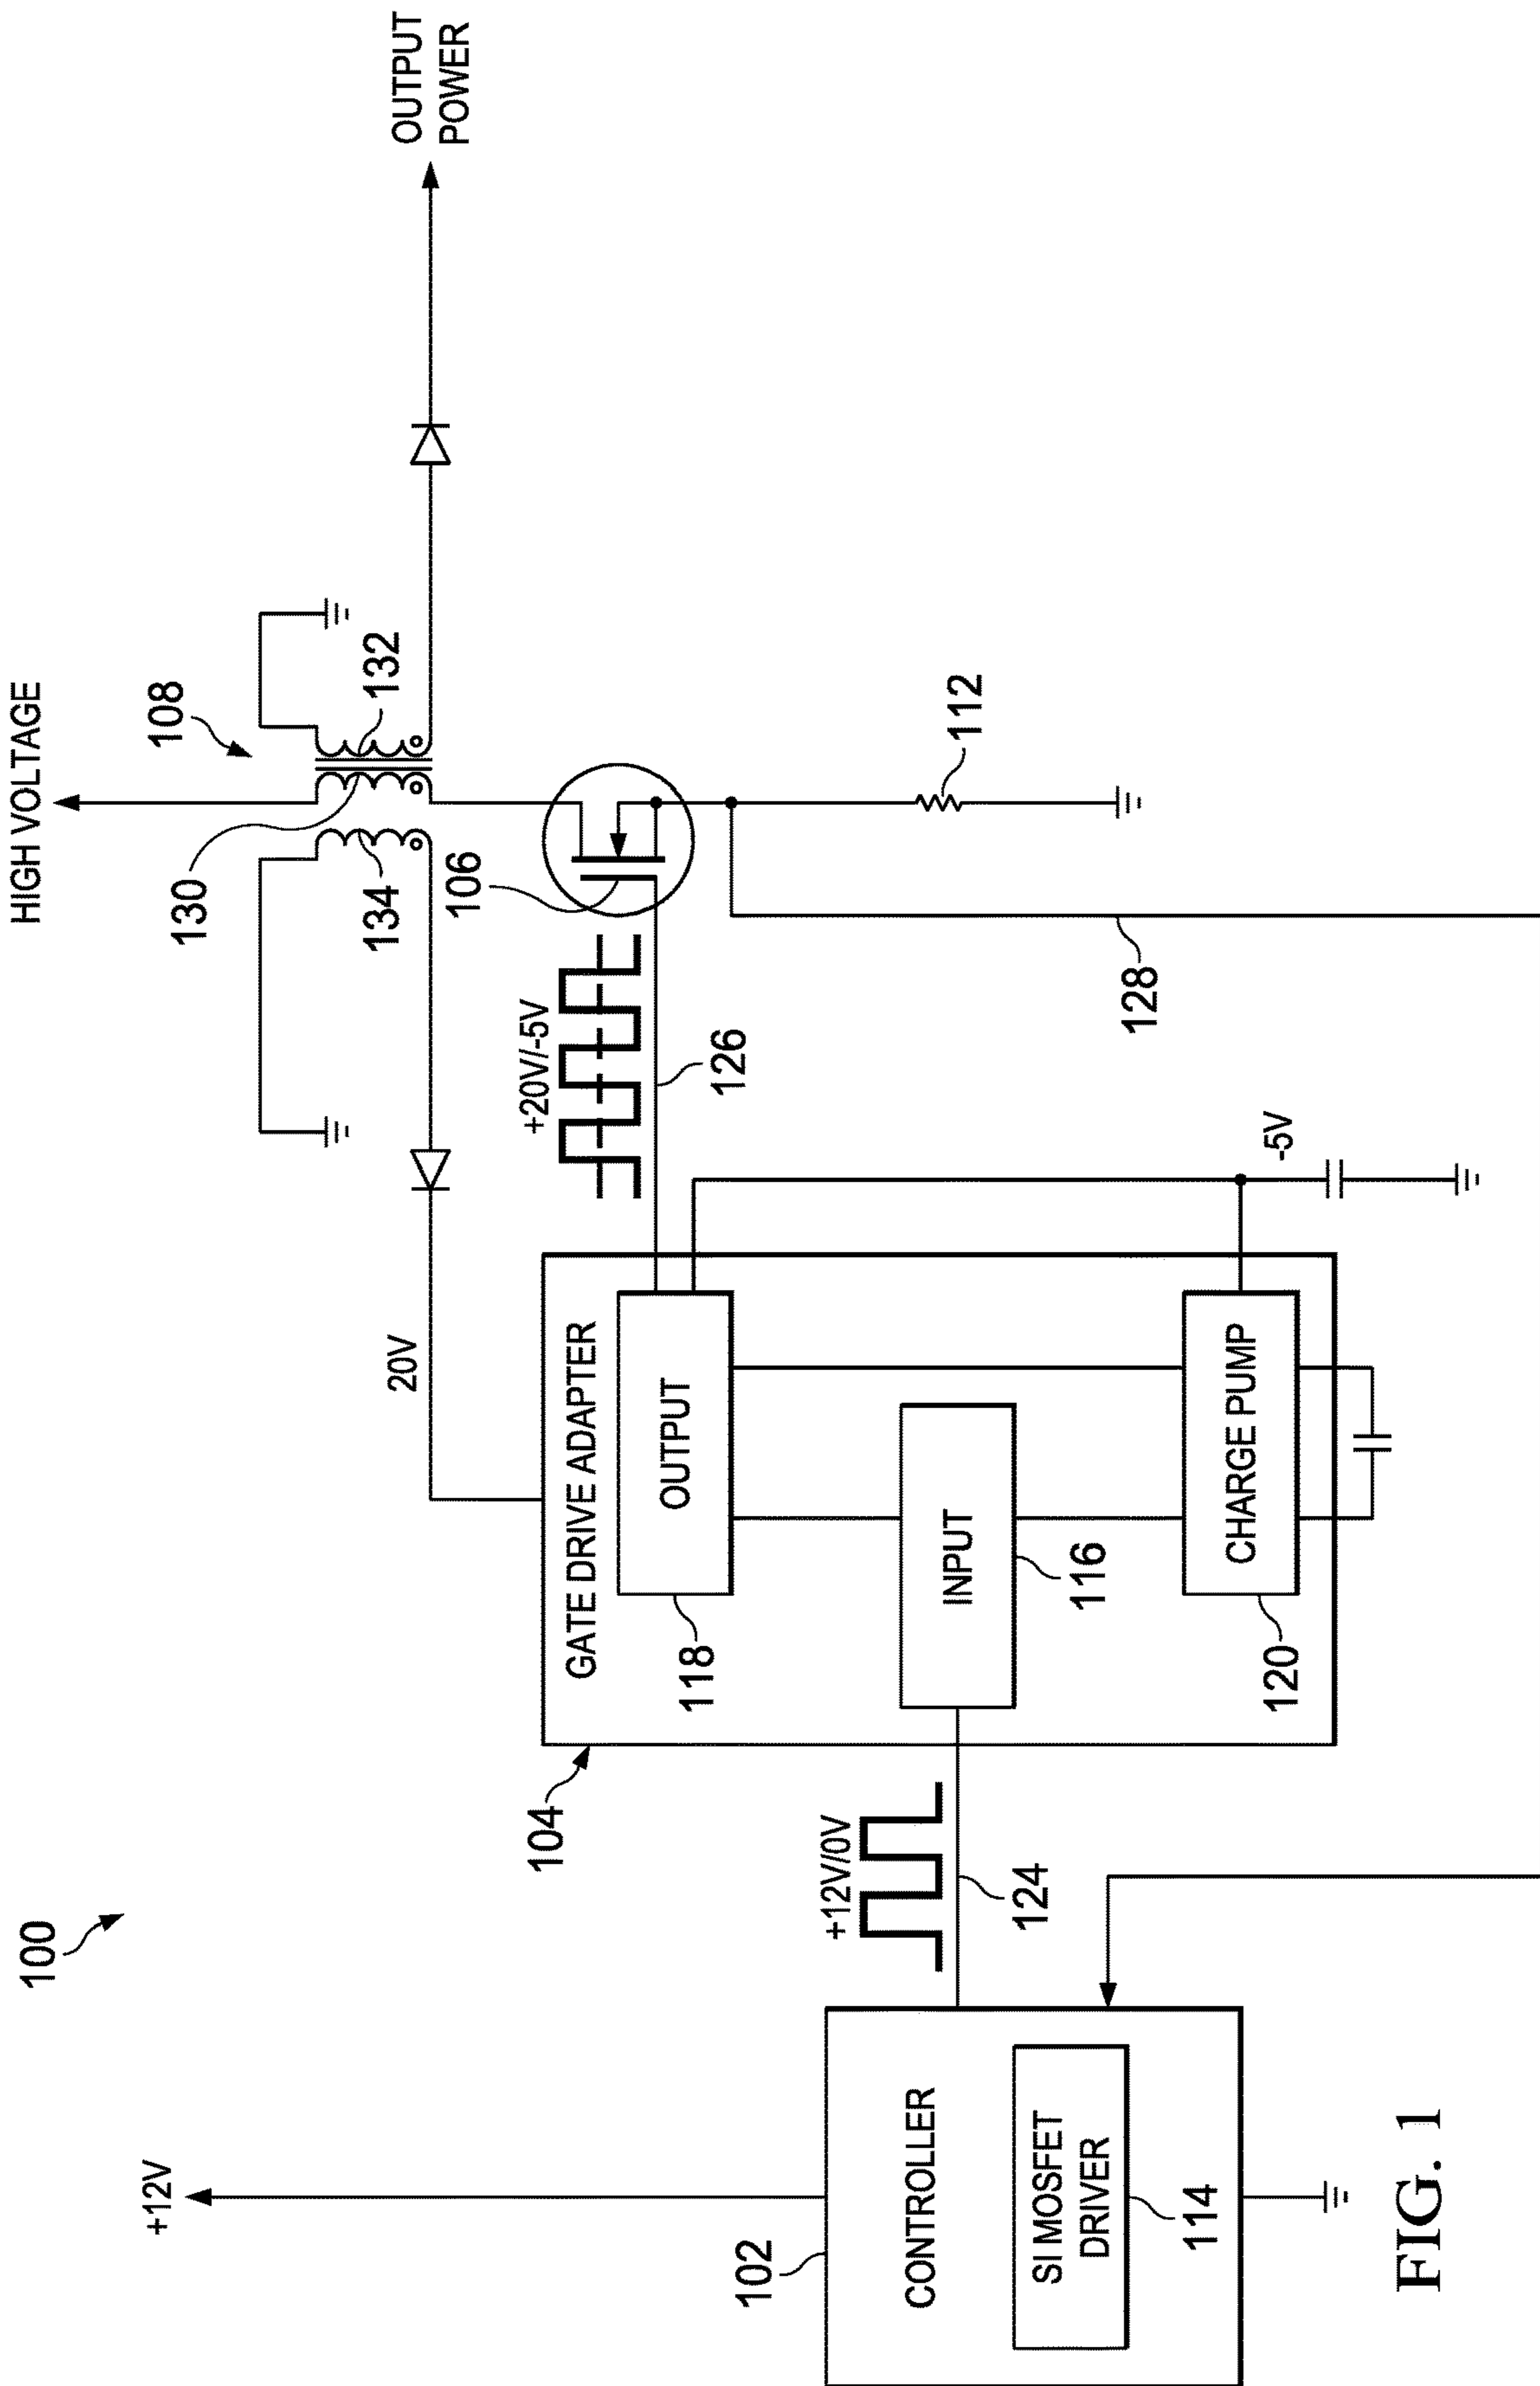 100
+12V
102
CONTROLLER
SI MOSFET
DRIVER
114
+12V/0V
124
104
GATE DRIVE ADAPTER
OUTPUT
118
INPUT
116
CHARGE PUMP
120
20V
-5V
+20V/-5V
126
HIGH VOLTAGE
108
130
132
134
106
128
112
OUTPUT
POWER
FIG. 1